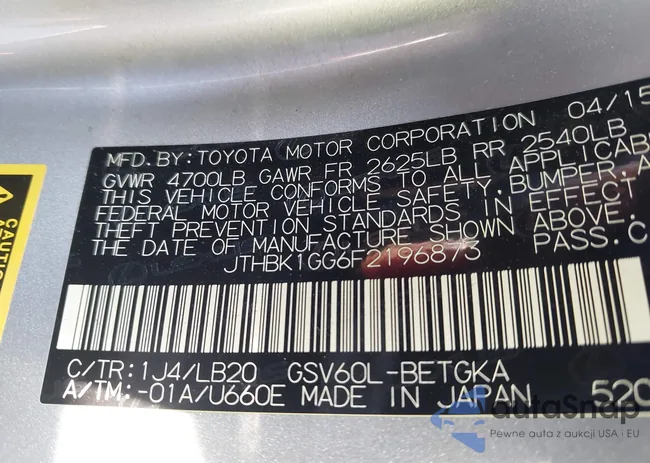 MFD.BY:TOYOTA MOTOR CORPORATION 04/15
GVWR 4700LB GAWR FR 2625LB RR 2540LB
THIS VEHICLE CONFORMS TO ALL APPLICAB
FEDERAL MOTOR VEHICLE SAFETY, BUMPER, A
THEFT PREVENTION STANDARDS IN EFFECT
THE DATE OF MANUFACTURE SHOWN ABOVE.
JTHBK1GG6F2196873 PASS.C
C/TR:1J4/LB20 GSV60L-BETGKA
A/TM:-01A/U660E MADE IN JAPAN 520
CAUTIO
autoSnap
Pewne auta z aukcji USA i EU